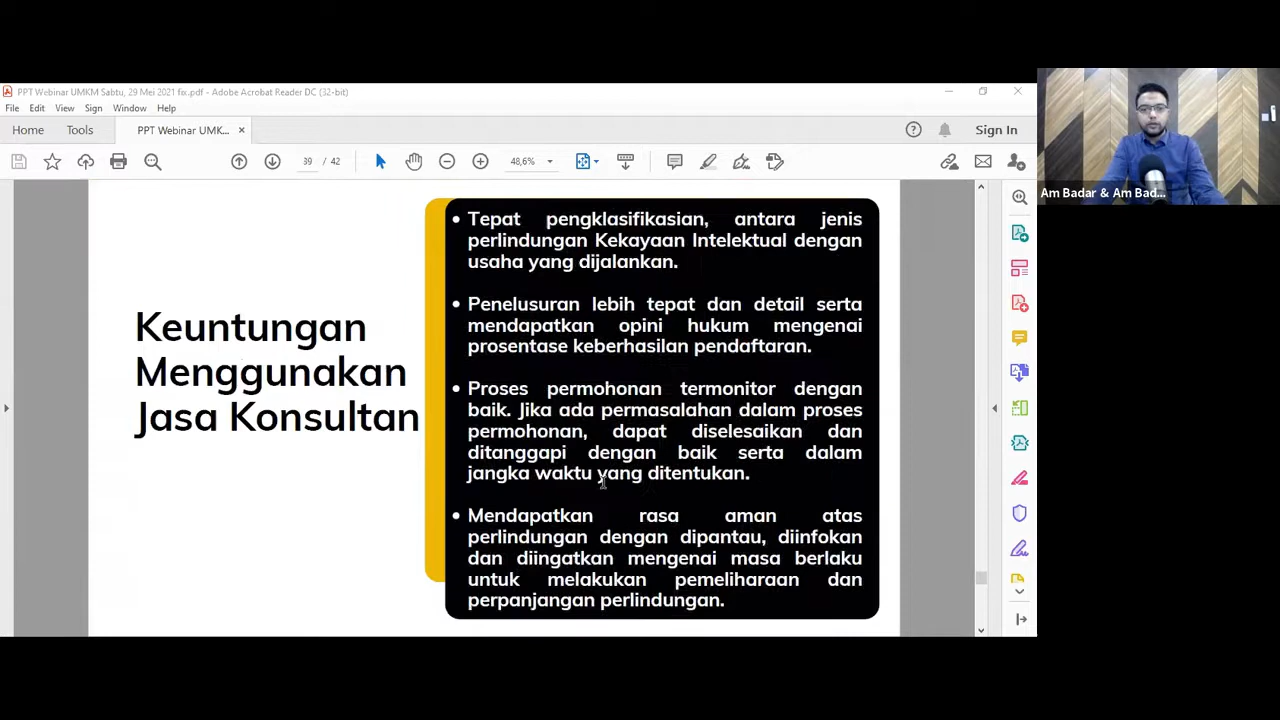 PPT Webinar UMKM Sabtu, 29 Mei 2021 fix.pdf - Adobe Acrobat Reader DC (32-bit)
File Edit View Sign Window Help
Home Tools PPT Webinar UMK... × Sign In
39 / 42 48,6%
Am Badar & Am Bad...
Keuntungan
Menggunakan
Jasa Konsultan
• Tepat pengklasifikasian, antara jenis
perlindungan Kekayaan Intelektual dengan
usaha yang dijalankan.
• Penelusuran lebih tepat dan detail serta
mendapatkan opini hukum mengenai
prosentase keberhasilan pendaftaran.
• Proses permohonan termonitor dengan
baik. Jika ada permasalahan dalam proses
permohonan, dapat diselesaikan dan
ditanggapi dengan baik serta dalam
jangka waktu yang ditentukan.
• Mendapatkan rasa aman atas
perlindungan dengan dipantau, diinfokan
dan diingatkan mengenai masa berlaku
untuk melakukan pemeliharaan dan
perpanjangan perlindungan.